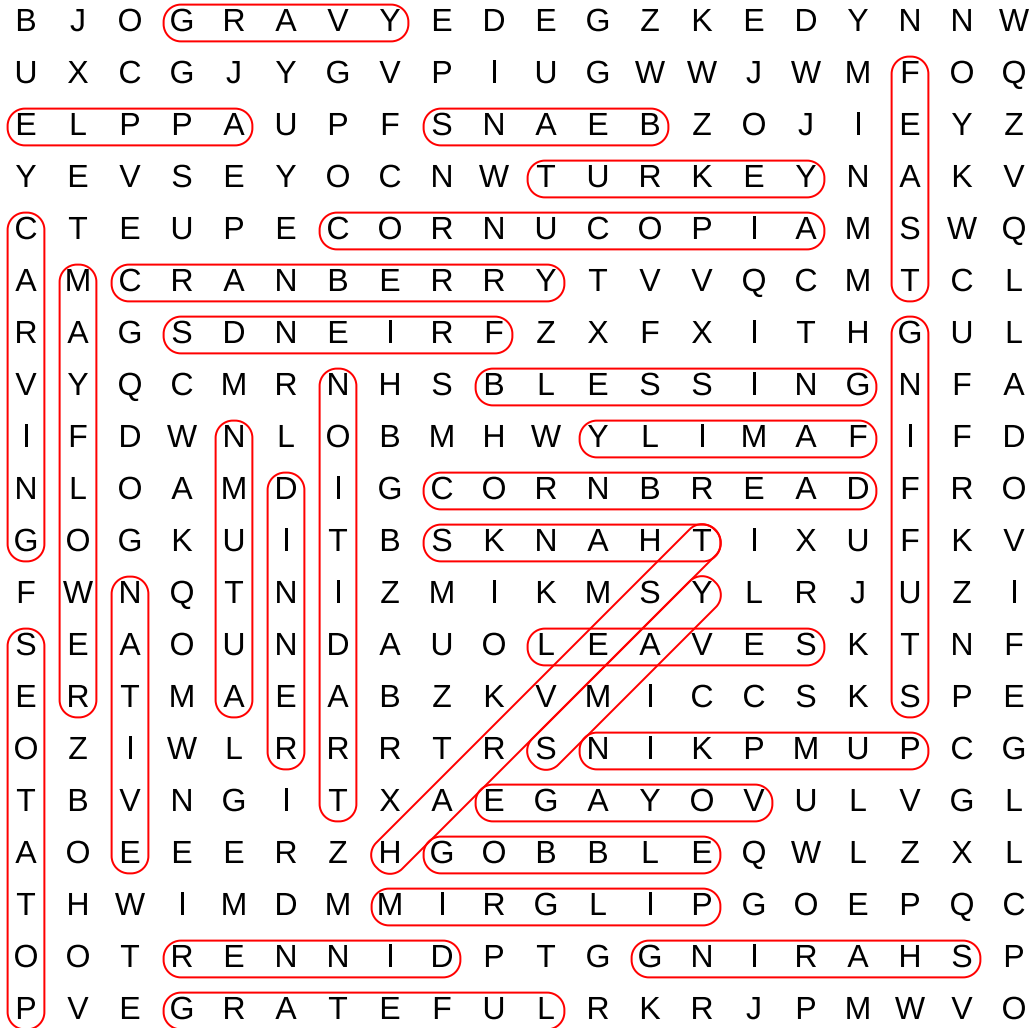 B J O G R A V Y E D E G Z K E D Y N N W
U X C G J Y G V P I U G W W J W M F O Q
E L P P A U P F S N A E B Z O J I E Y Z
Y E V S E Y O C N W T U R K E Y N A K V
C T E U P E C O R N U C O P I A M S W Q
A M C R A N B E R R Y T V V Q C M T C L
R A G S D N E I R F Z X F X I T H G U L
V Y Q C M R N H S B L E S S I N G N F A
I F D W N L O B M H W Y L I M A F I F D
N L O A M D I G C O R N B R E A D F R O
G O G K U I T B S K N A H T I X U F K V
F W N Q T N I Z M I K M S Y L R J U Z I
S E A O U N D A U O L E A V E S K T N F
E R T M A E A B Z K V M I C C S K S P E
O Z I W L R R R T R S N I K P M U P C G
T B V N G I T X A E G A Y O V U L V G L
A O E E E R Z H G O B B L E Q W L Z X L
T H W I M D M M I R G L I P G O E P Q C
O O T R E N N I D P T G G N I R A H S P
P V E G R A T E F U L R K R J P M W V O